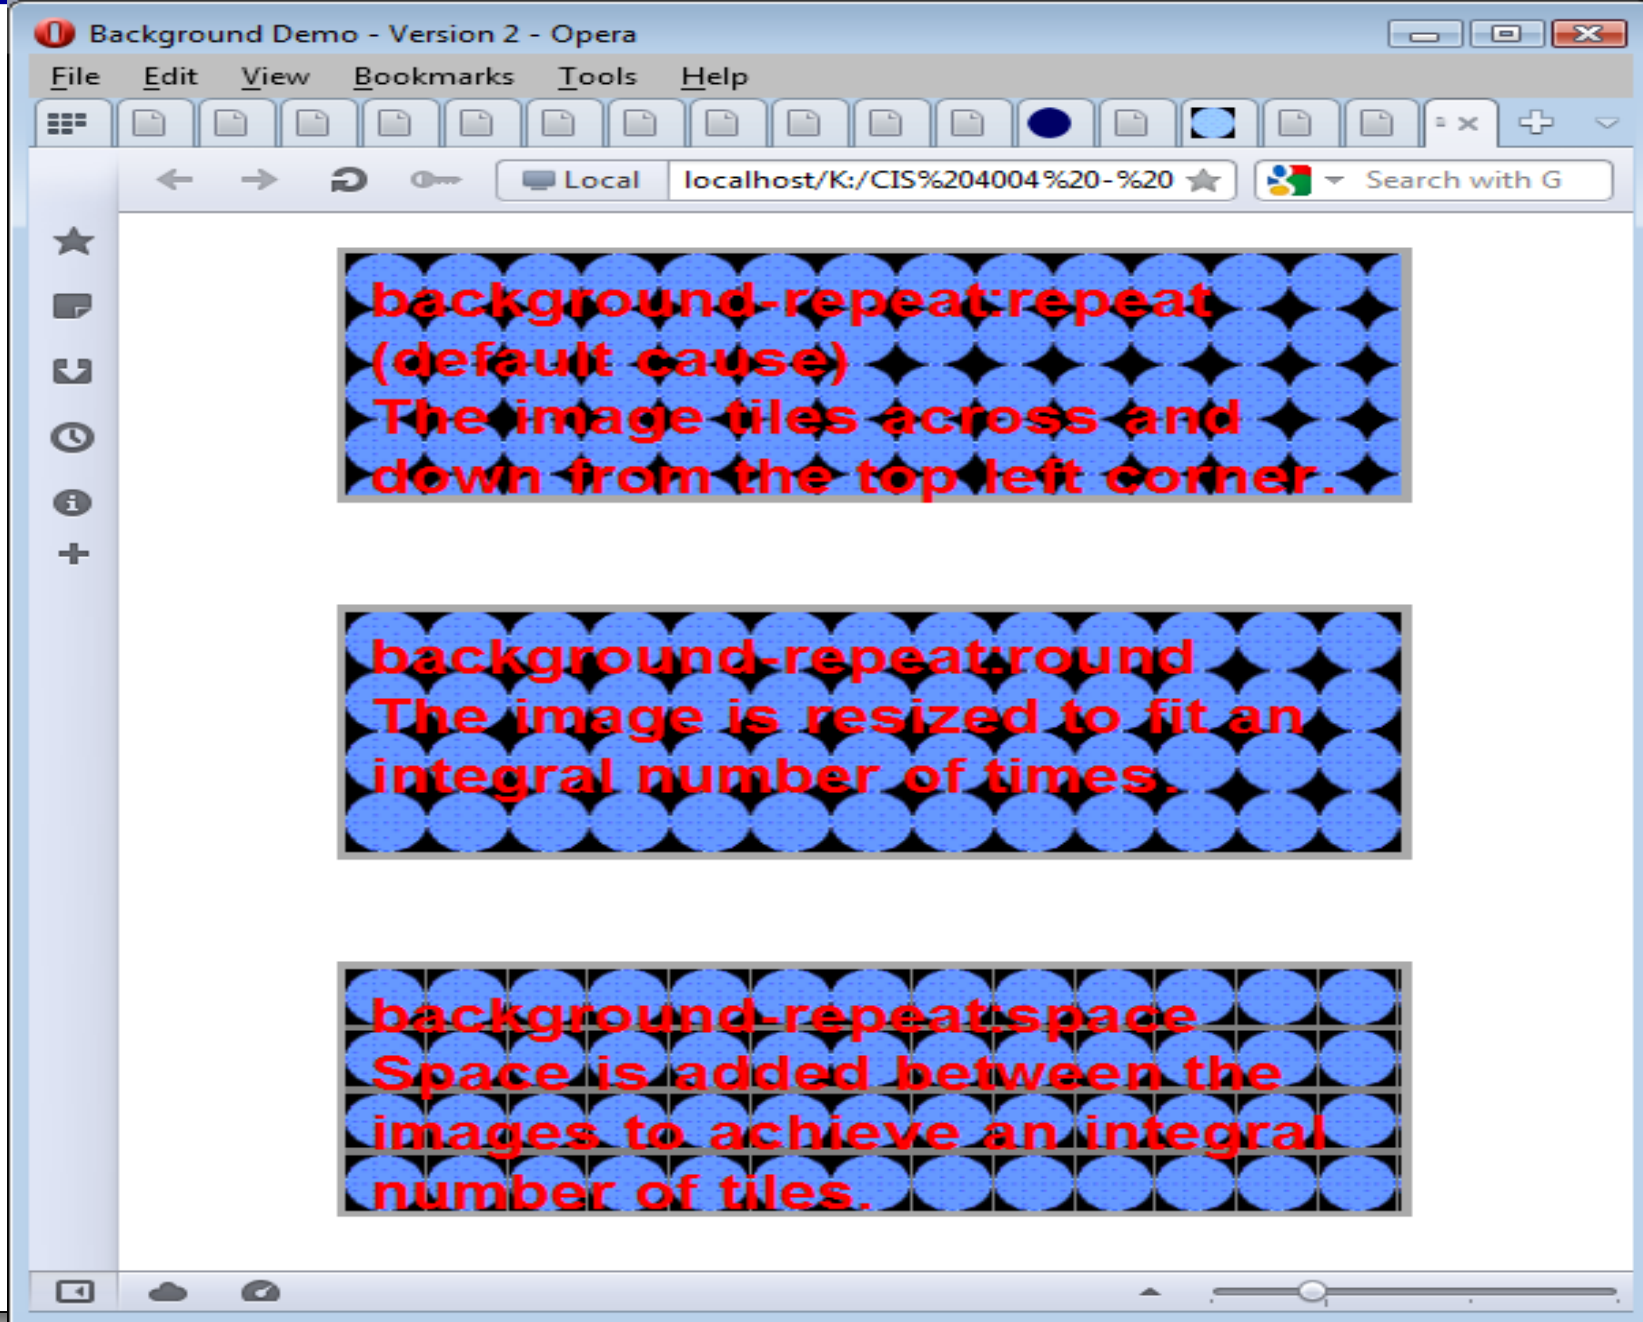 Background Demo - Version 2 - Opera
File Edit View Bookmarks Tools Help
Local localhost/K:/CIS%204004%20-%20 Search with G
background-repeat:repeat
(default cause)
The image tiles across and
down from the top left corner.
background-repeat:round
The image is resized to fit an
integral number of times.
background-repeat:space
Space is added between the
images to achieve an integral
number of tiles.